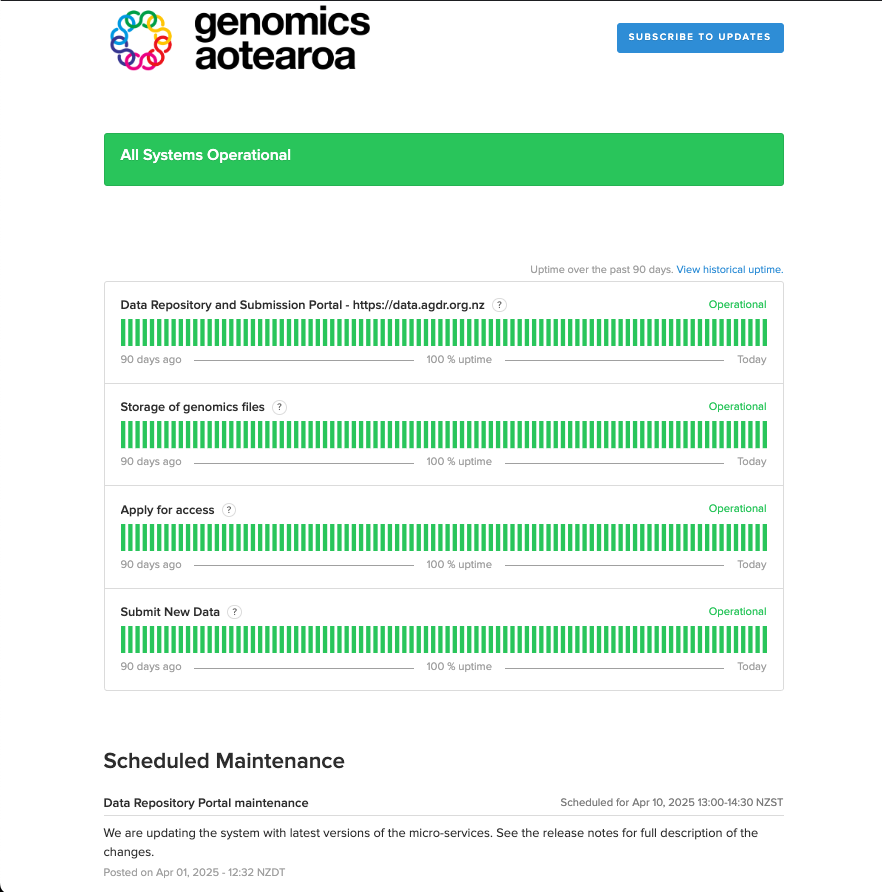 genomics
aotearoa
SUBSCRIBE TO UPDATES
All Systems Operational
Uptime over the past 90 days. View historical uptime.
Data Repository and Submission Portal - https://data.agdr.org.nz ? Operational
90 days ago 100 % uptime Today
Storage of genomics files ? Operational
90 days ago 100 % uptime Today
Apply for access ? Operational
90 days ago 100 % uptime Today
Submit New Data ? Operational
90 days ago 100 % uptime Today
Scheduled Maintenance
Data Repository Portal maintenance Scheduled for Apr 10, 2025 13:00-14:30 NZST
We are updating the system with latest versions of the micro-services. See the release notes for full description of the
changes.
Posted on Apr 01, 2025 - 12:32 NZDT